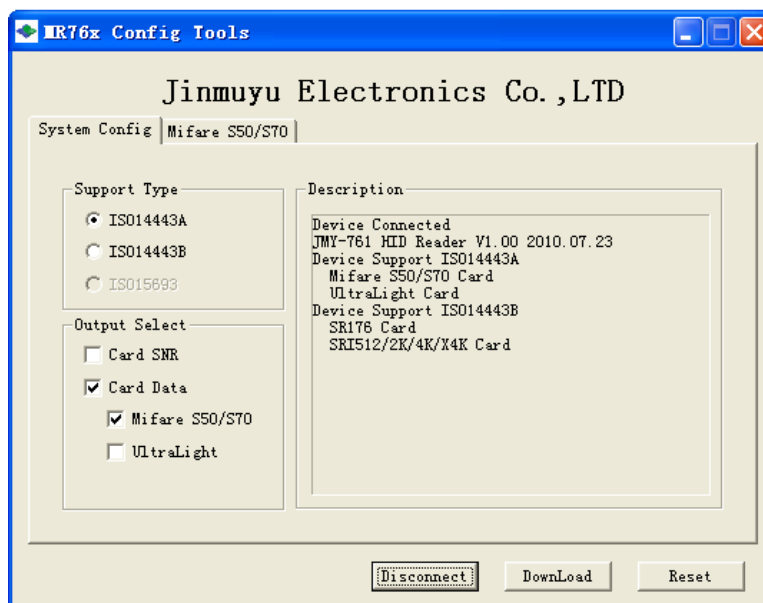 MR76x Config Tools
Jinmuyu Electronics Co.,LTD
System Config
Mifare S50/S70
Support Type
ISO14443A
ISO14443B
ISO15693
Output Select
Card SNR
Card Data
Mifare S50/S70
UltraLight
Description
Device Connected
JMY-761 HID Reader V1.00 2010.07.23
Device Support ISO14443A
Mifare S50/S70 Card
UltraLight Card
Device Support ISO14443B
SR176 Card
SRI512/2K/4K/X4K Card
Disconnect
DownLoad
Reset